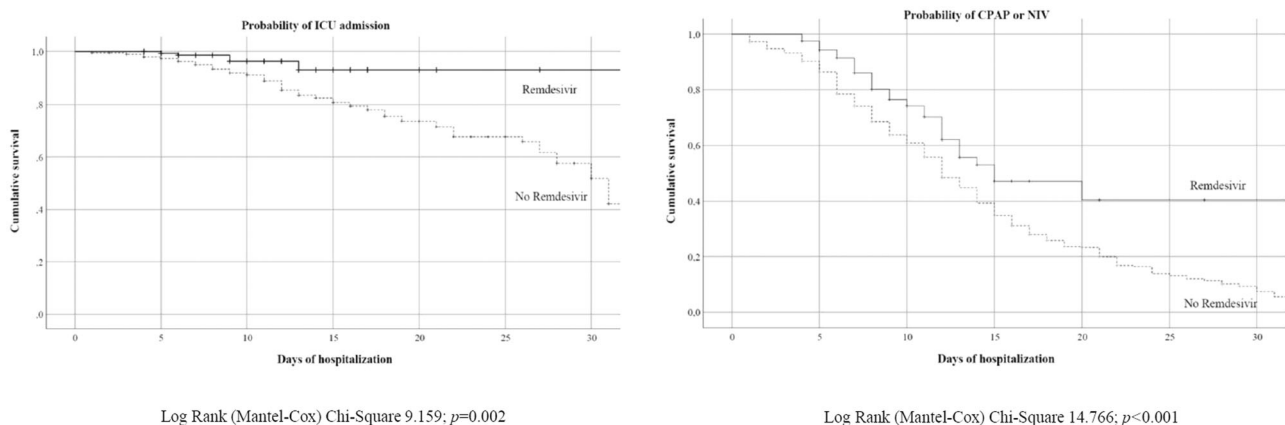 Probability of ICU admission
1,0
,8
,6
,4
,2
,0
Cumulative survival
Remdesivir
No Remdesivir
0 5 10 15 20 25 30
Days of hospitalization
Log Rank (Mantel-Cox) Chi-Square 9.159; p=0.002
Probability of CPAP or NIV
1,0
0,8
0,6
0,4
0,2
0,0
Cumulative survival
Remdesivir
No Remdesivir
0 5 10 15 20 25 30
Days of hospitalization
Log Rank (Mantel-Cox) Chi-Square 14.766; p<0.001